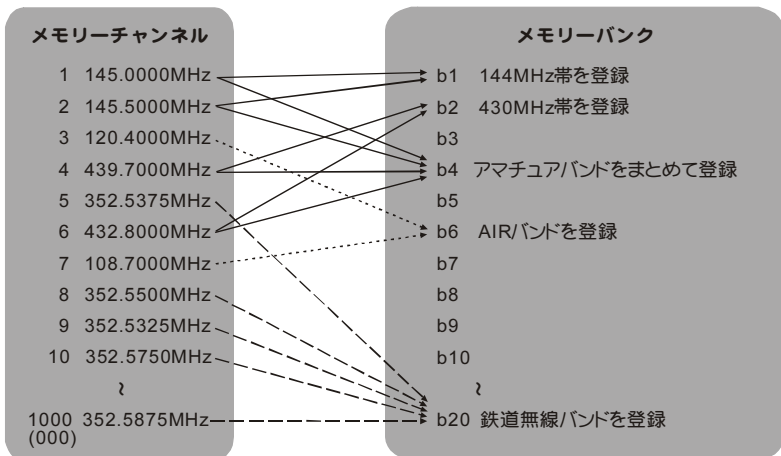 メモリーチャンネル
1 145.0000MHz
2 145.5000MHz
3 120.4000MHz
4 439.7000MHz
5 352.5375MHz
6 432.8000MHz
7 108.7000MHz
8 352.5500MHz
9 352.5325MHz
10 352.5750MHz
~
1000 352.5875MHz
(000)
メモリーバンク
b1 144MHz帯を登録
b2 430MHz帯を登録
b3
b4 アマチュアバンドをまとめて登録
b5
b6 AIRバンドを登録
b7
b8
b9
b10
~
b20 鉄道無線バンドを登録